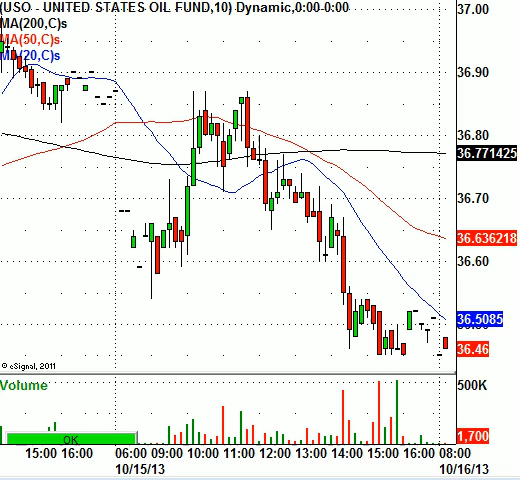 (USO - UNITED STATES OIL FUND,10) Dynamic,0:00-0:00
MA(200,C)s
MA(50,C)s
MA(20,C)s
37.00
36.90
36.80
36.771425
36.70
36.636218
36.60
36.5085
36.46
© eSignal, 2011
Volume
500K
1,700
OK
15:00 16:00 06:00 09:00 10:00 11:00 12:00 13:00 14:00 15:00 16:00 08:00
10/15/13 10/16/13